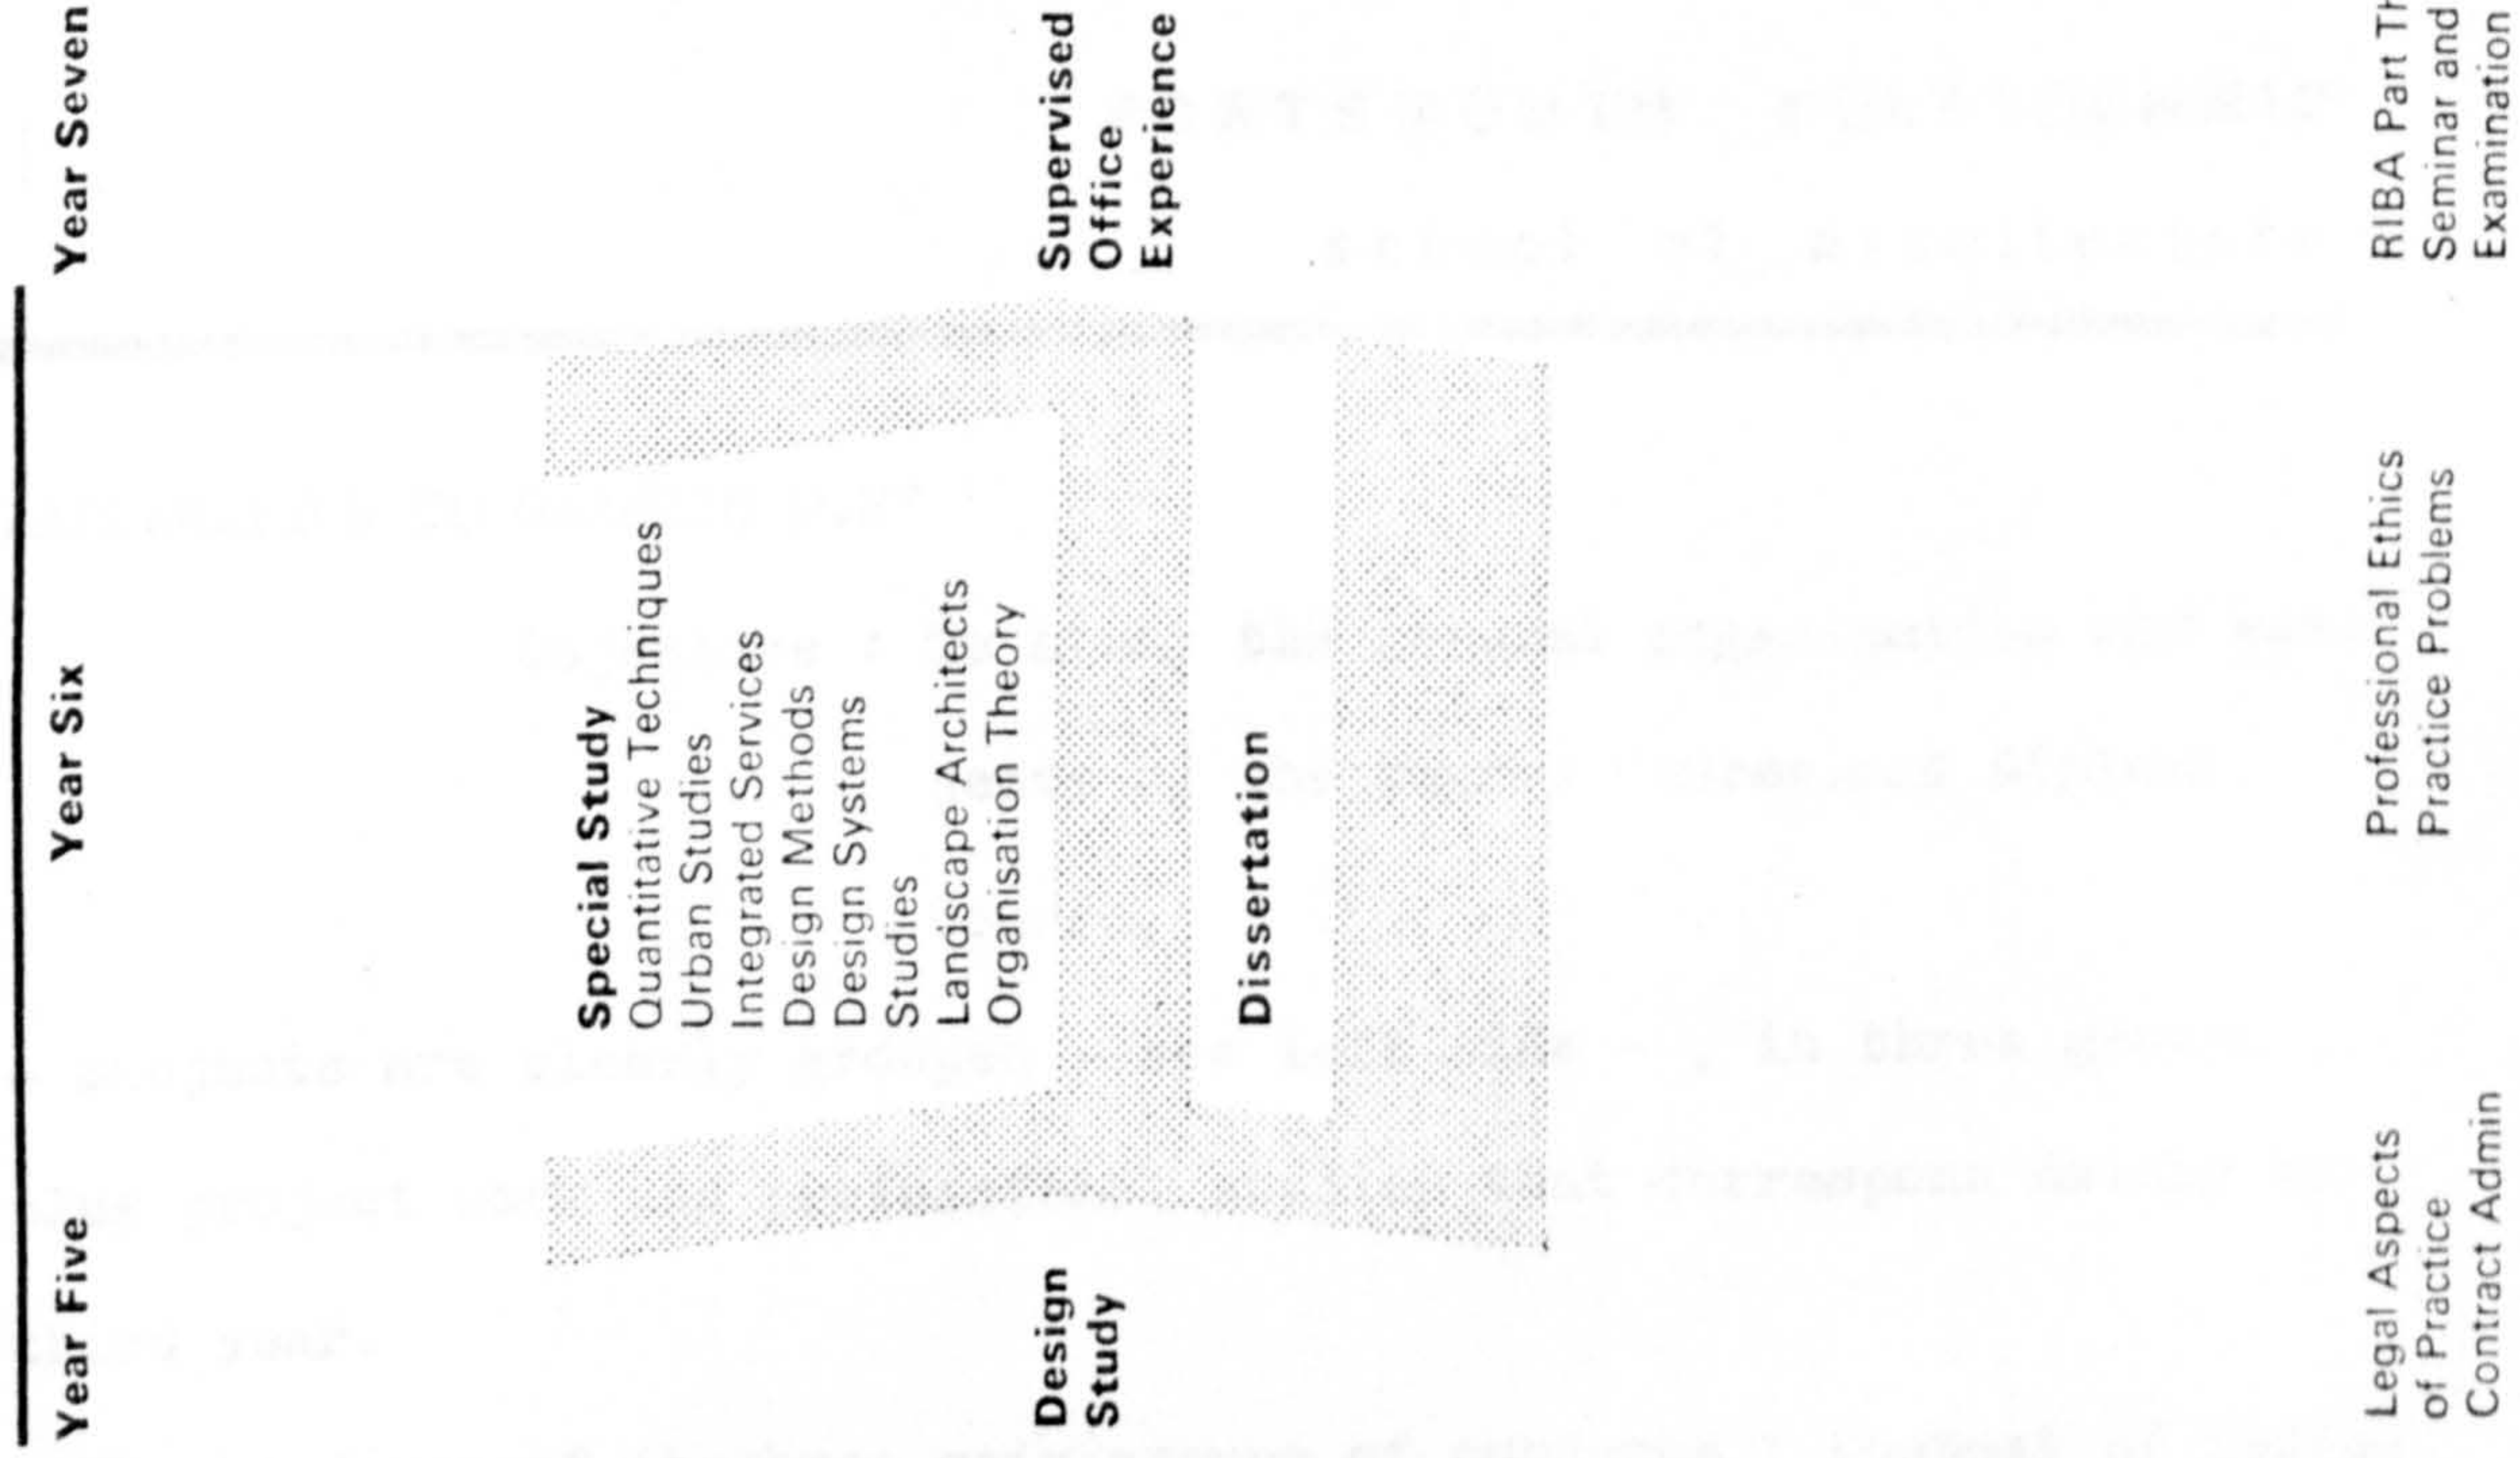 Year Five
Year Six
Year Seven
Special Study
Quantitative Techniques
Urban Studies
Integrated Services
Design Methods
Design Systems
Studies
Landscape Architects
Organisation Theory
Design
Study
Supervised
Office
Experience
Dissertation
Legal Aspects
of Practice
Contract Admin
Professional Ethics
Practice Problems
RIBA Part
Seminar and
Examination